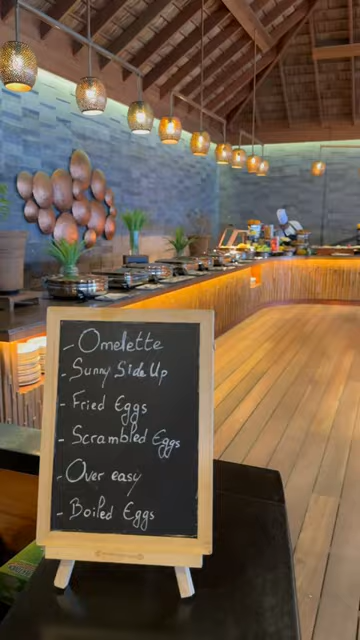 - Omelette
- Sunny Side Up
- Fried Eggs
- Scrambled Eggs
- Over easy
- Boiled Eggs